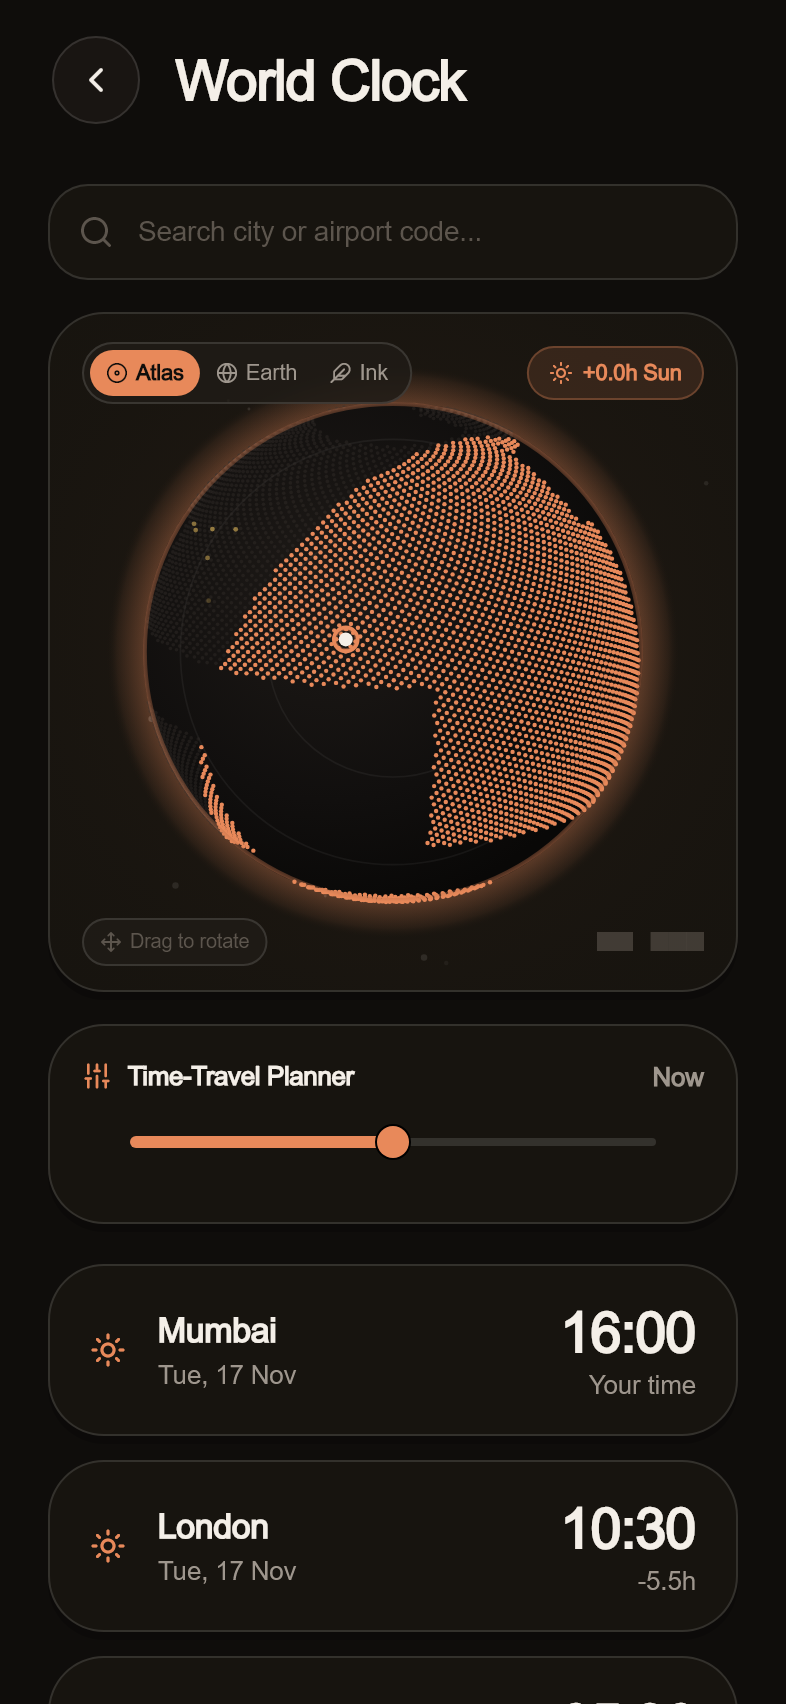 World Clock
Search city or airport code...
Atlas
Earth
Ink
+0.0h Sun
Drag to rotate
Time-Travel Planner
Now
Mumbai
16:00
Tue, 17 Nov
Your time
London
10:30
Tue, 17 Nov
-5.5h